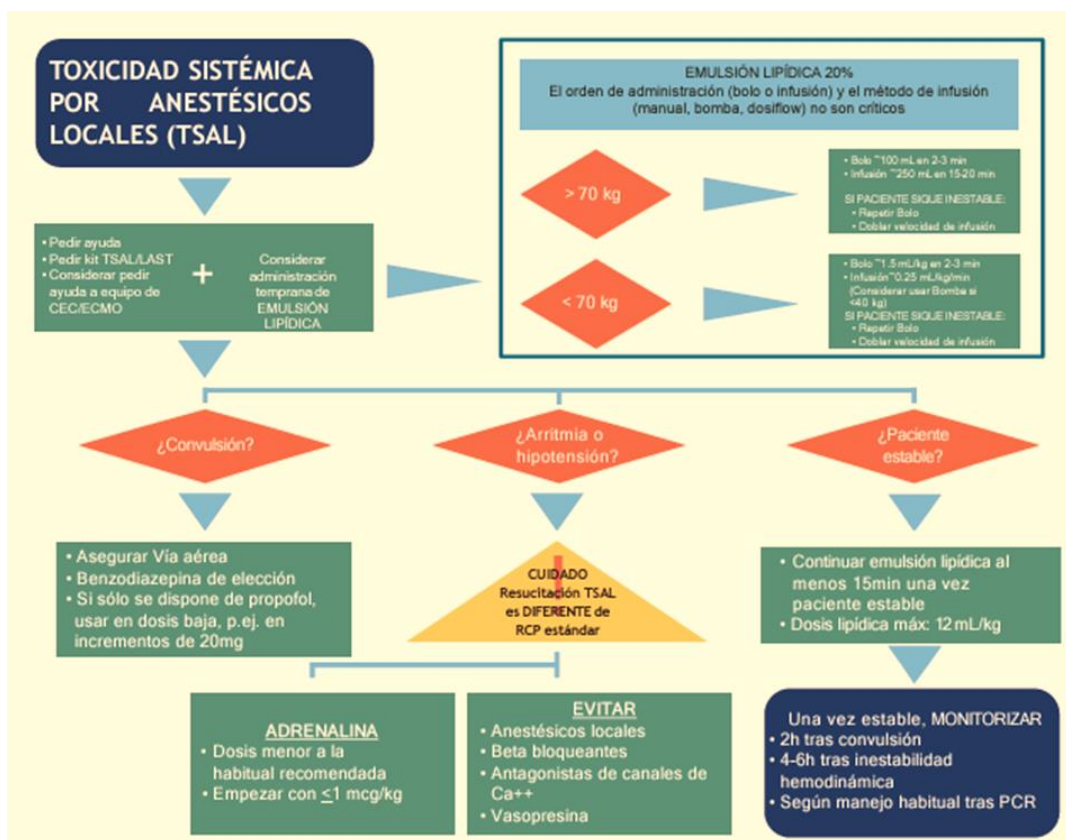 TOXICIDAD SISTÉMICA
POR ANESTÉSICOS
LOCALES (TSAL)
EMULSIÓN LIPÍDICA 20%
El orden de administración (bolo o infusión) y el método de infusión
(manual, bomba, dosiflow) no son críticos
> 70 kg
• Bolo ~100 mL en 2-3 min
• Infusión ~250 mL en 15-20 min
SI PACIENTE SIQUE INESTABLE:
• Repetir Bolo
• Doblar velocidad de infusión
< 70 kg
• Bolo ~1.5 mL/kg en 2-3 min
• Infusión~0.25 mL/kg/min
(Considerar usar Bomba si
<40 kg)
SI PACIENTE SIQUE INESTABLE:
• Repetir Bolo
• Doblar velocidad de infusión
• Pedir ayuda
• Pedir kit TSAL/LAST
• Considerar pedir
ayuda a equipo de
CEC/ECMO
+
Considerar
administración
temprana de
EMULSIÓN
LIPÍDICA
¿Convulsión?
• Asegurar Vía aérea
• Benzodiazepina de elección
• Si sólo se dispone de propofol,
usar en dosis baja, p.ej. en
incrementos de 20mg
¿Arritmia o
hipotensión?
CUIDADO
Resucitación TSAL
es DIFERENTE de
RCP estándar
ADRENALINA
• Dosis menor a la
habitual recomendada
• Empezar con ≤1 mcg/kg
EVITAR
• Anestésicos locales
• Beta bloqueantes
• Antagonistas de canales de
Ca++
• Vasopresina
¿Paciente
estable?
• Continuar emulsión lipídica al
menos 15min una vez
paciente estable
• Dosis lipídica máx: 12 mL/kg
Una vez estable, MONITORIZAR
• 2h tras convulsión
• 4-6h tras inestabilidad
hemodinámica
• Según manejo habitual tras PCR